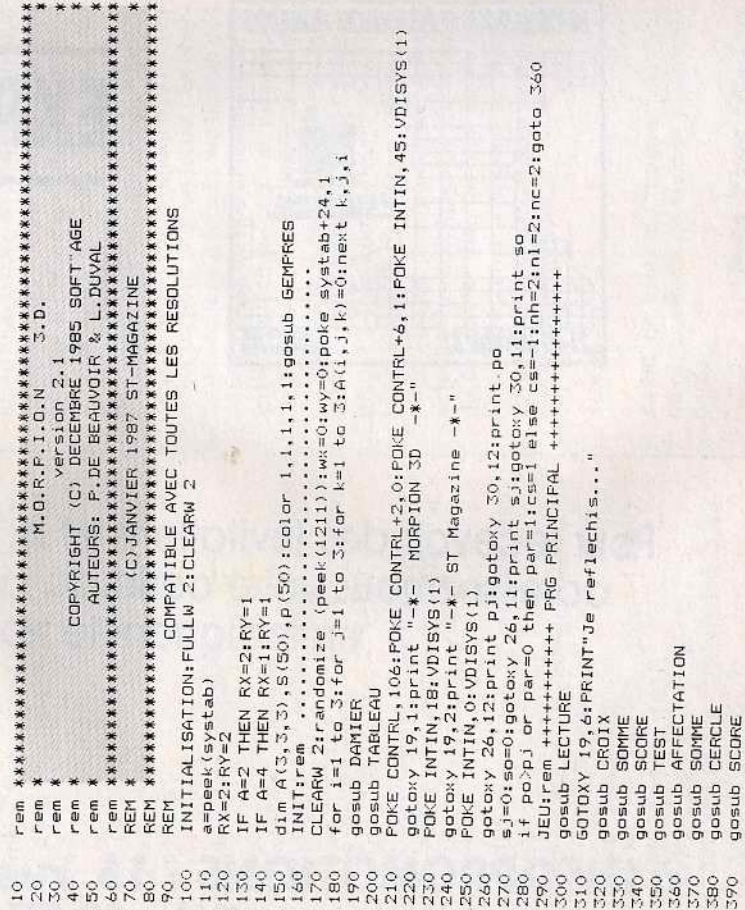 10 rem ************************************************
20 rem * M.O.R.P.I.O.N 3.D. *
30 rem * version 2.1 *
40 rem * COPYRIGHT (C) DECEMBRE 1985 SOFT"AGE *
50 rem * AUTEURS: P.DE BEAUVOIR & L.DUVAL *
60 rem ************************************************
70 REM * (C)JANVIER 1987 ST-MAGAZINE *
80 REM ************************************************
90 REM COMPATIBLE AVEC TOUTES LES RESOLUTIONS
100 INITIALISATION:FULLW 2:CLEARW 2
110 a=peek(systab)
120 RX=2:RY=2
130 IF A=2 THEN RX=2:RY=1
140 IF A=4 THEN RX=1:RY=1
150 dim A(3,3,3),S(50),p(50):color 1,1,1,1,1:gosub GEMPRES
160 INIT:rem ..............................
170 CLEARW 2:randomize (peek(1211)):wx=0:wy=0:poke systab+24,1
180 for i=1 to 3:for j=1 to 3:for k=1 to 3:A(i,j,k)=0:next k,j,i
190 gosub DAMIER
200 gosub TABLEAU
210 POKE CONTRL,106:POKE CONTRL+2,0:POKE CONTRL+6,1:POKE INTIN,45:VDISYS(1)
220 gotoxy 19,1:print "-*- MORPION 3D -*-"
230 POKE INTIN,18:VDISYS(1)
240 gotoxy 19,2:print "-*- ST Magazine -*-"
250 POKE INTIN,0:VDISYS(1)
260 gotoxy 26,12:print pj:gotoxy 30,12:print po
270 sj=0:so=0:gotoxy 26,11:print sj:gotoxy 30,11:print so
280 if po>pj or par=0 then par=1:cs=1 else cs=-1:nh=2:nl=2:nc=2:goto 360
290 JEU:rem ++++++++++++ PRG PRINCIPAL ++++++++++++++++
300 gosub LECTURE
310 GOTOXY 19,6:PRINT"Je reflechis..."
320 gosub CROIX
330 gosub SOMME
340 gosub SCORE
350 gosub TEST
360 gosub AFFECTATION
370 gosub SOMME
380 gosub CERCLE
390 gosub SCORE